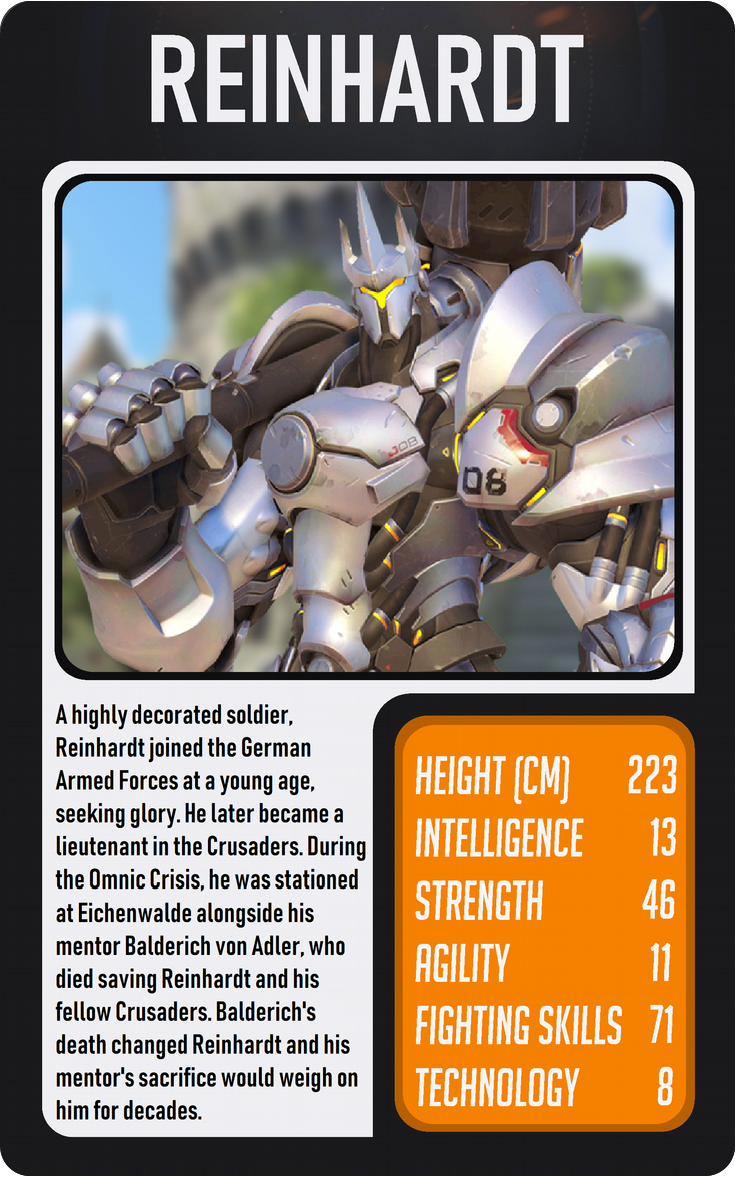 REINHARDT
J08
08
A highly decorated soldier,
Reinhardt joined the German
Armed Forces at a young age,
seeking glory. He later became a
lieutenant in the Crusaders. During
the Omnic Crisis, he was stationed
at Eichenwalde alongside his
mentor Balderich von Adler, who
died saving Reinhardt and his
fellow Crusaders. Balderich's
death changed Reinhardt and his
mentor's sacrifice would weigh on
him for decades.
HEIGHT (CM) 223
INTELLIGENCE 13
STRENGTH 46
AGILITY 11
FIGHTING SKILLS 71
TECHNOLOGY 8